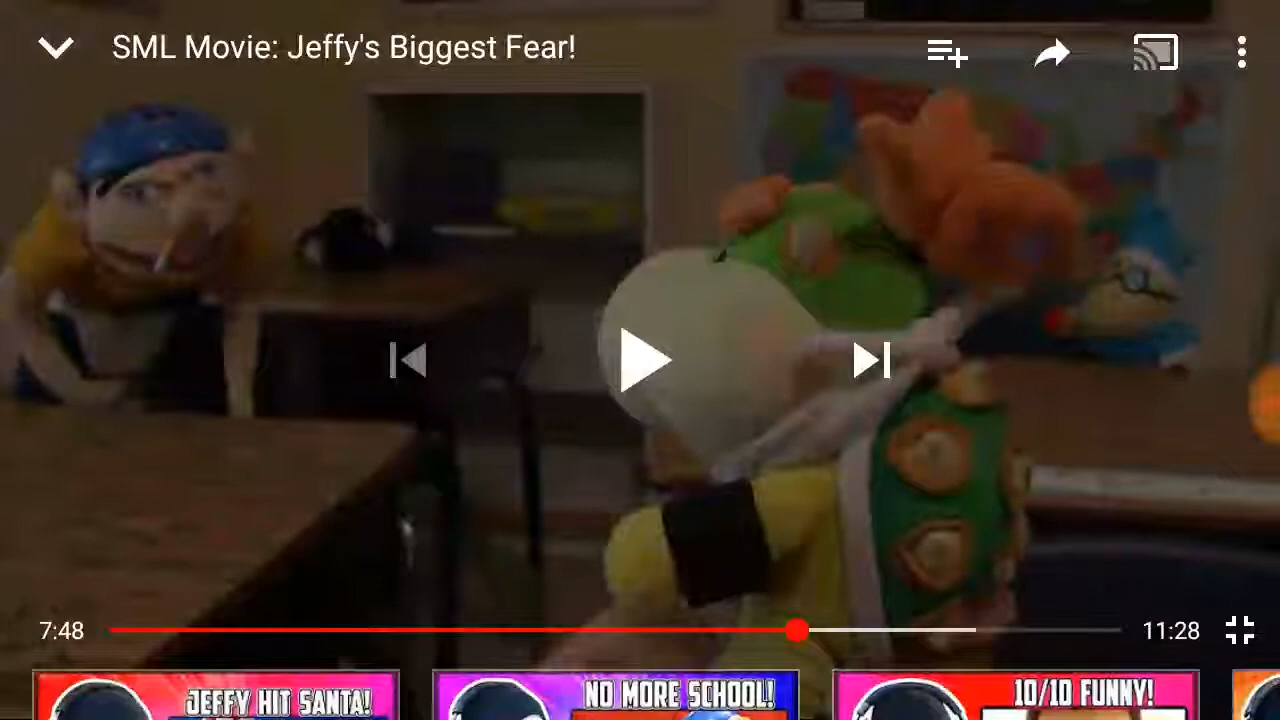 SML Movie: Jeffy's Biggest Fear!
7:48
11:28
JEFFY HIT SANTA!
NO MORE SCHOOL!
10/10 FUNNY!